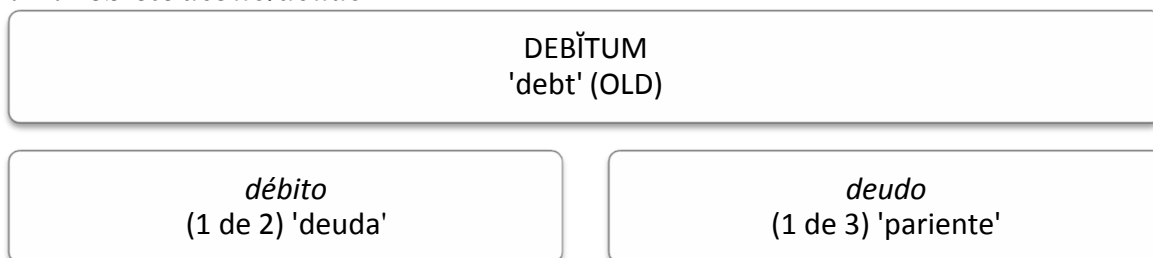 DEBĬTUM
'debt' (OLD)
débito
(1 de 2) 'deuda'
deudo
(1 de 3) 'pariente'